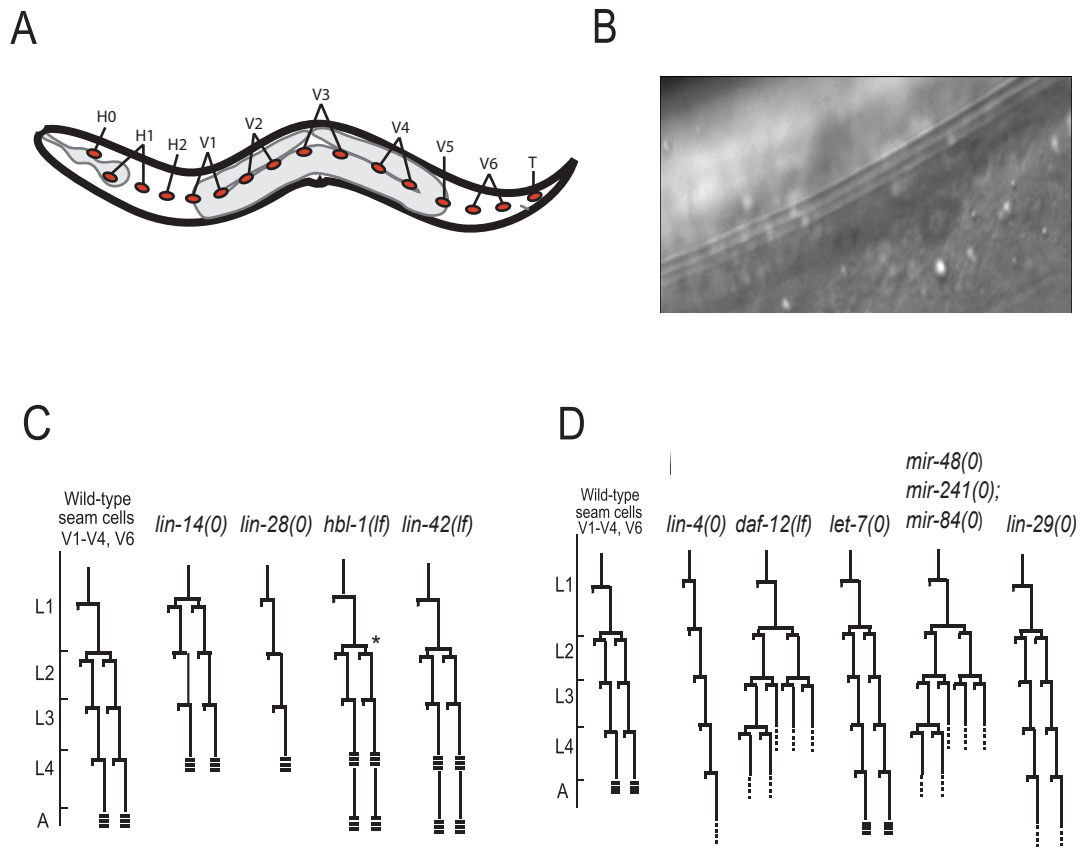 A
B
H0
H1
H2
V1
V2
V3
V4
V5
V6
T
C
D
Wild-type
seam cells
V1-V4, V6
lin-14(0)
lin-28(0)
hbl-1(lf)
lin-42(lf)
L1
L2
L3
L4
A
*
Wild-type
seam cells
V1-V4, V6
lin-4(0)
daf-12(lf)
let-7(0)
mir-48(0)
mir-241(0);
mir-84(0)
lin-29(0)
L1
L2
L3
L4
A